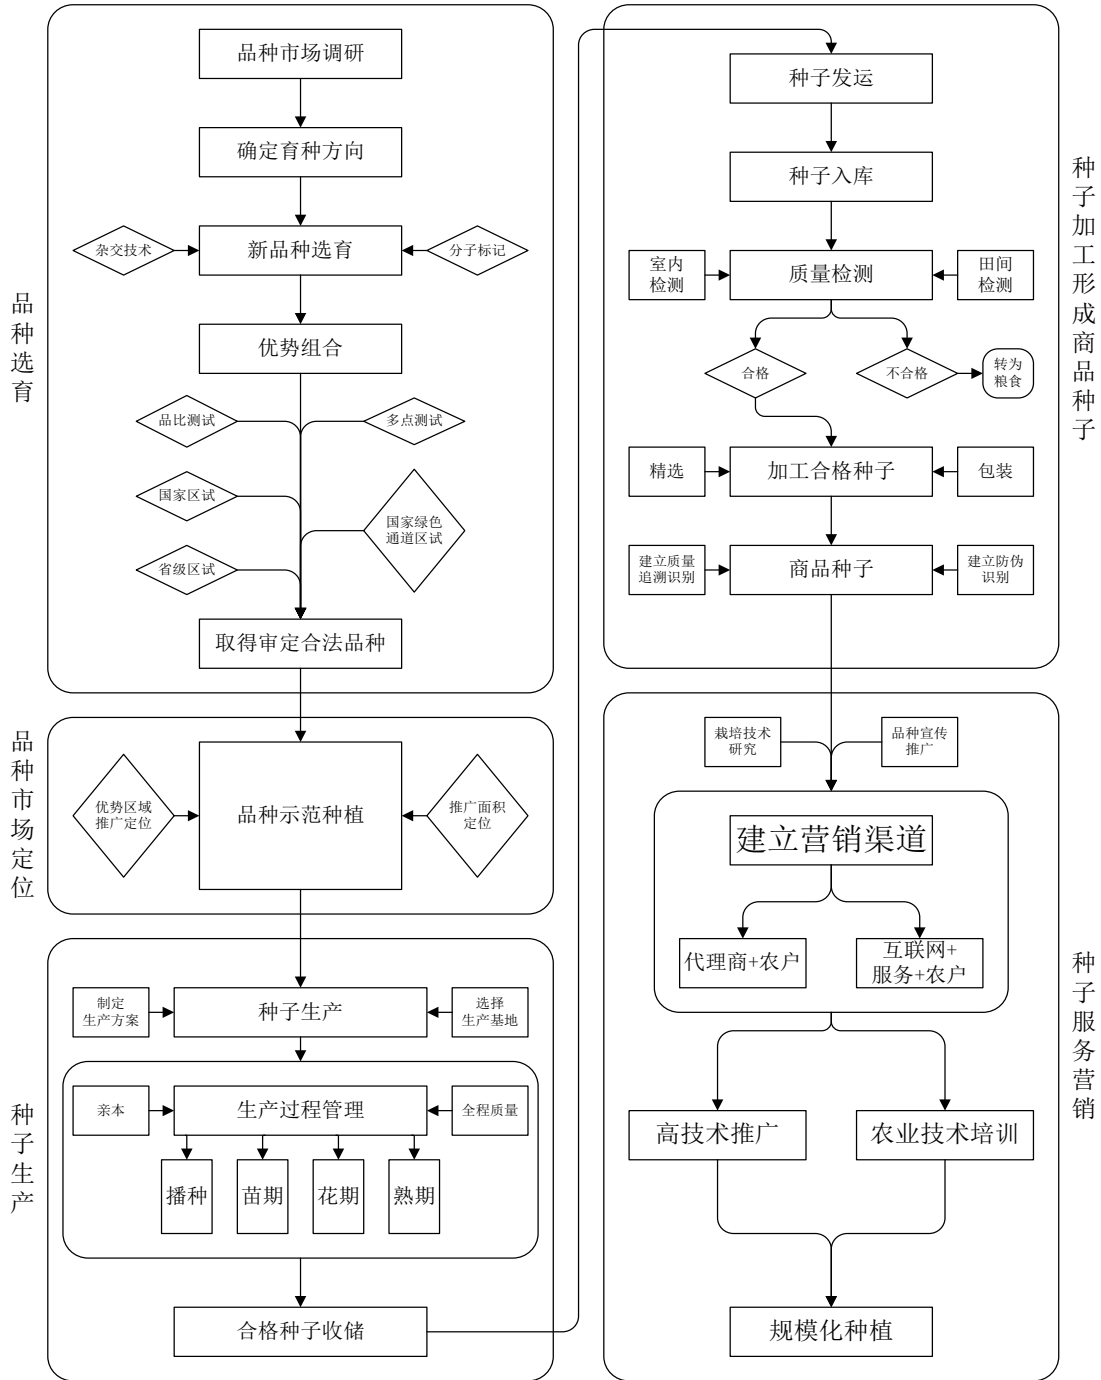 品种选育
品种市场调研
确定育种方向
杂交技术
新品种选育
分子标记
优势组合
品比测试
多点测试
国家区试
国家绿色
通道区试
省级区试
取得审定合法品种
品种市场定位
优势区域
推广定位
品种示范种植
推广面积
定位
种子生产
制定
生产方案
种子生产
选择
生产基地
亲本
生产过程管理
全程质量
播种
苗期
花期
熟期
合格种子收储
种子加工形成商品种子
种子发运
种子入库
室内
检测
质量检测
田间
检测
合格
不合格
转为
粮食
精选
加工合格种子
包装
建立质量
追溯识别
商品种子
建立防伪
识别
种子服务营销
栽培技术
研究
品种宣传
推广
建立营销渠道
代理商+农户
互联网+
服务+农户
高技术推广
农业技术培训
规模化种植